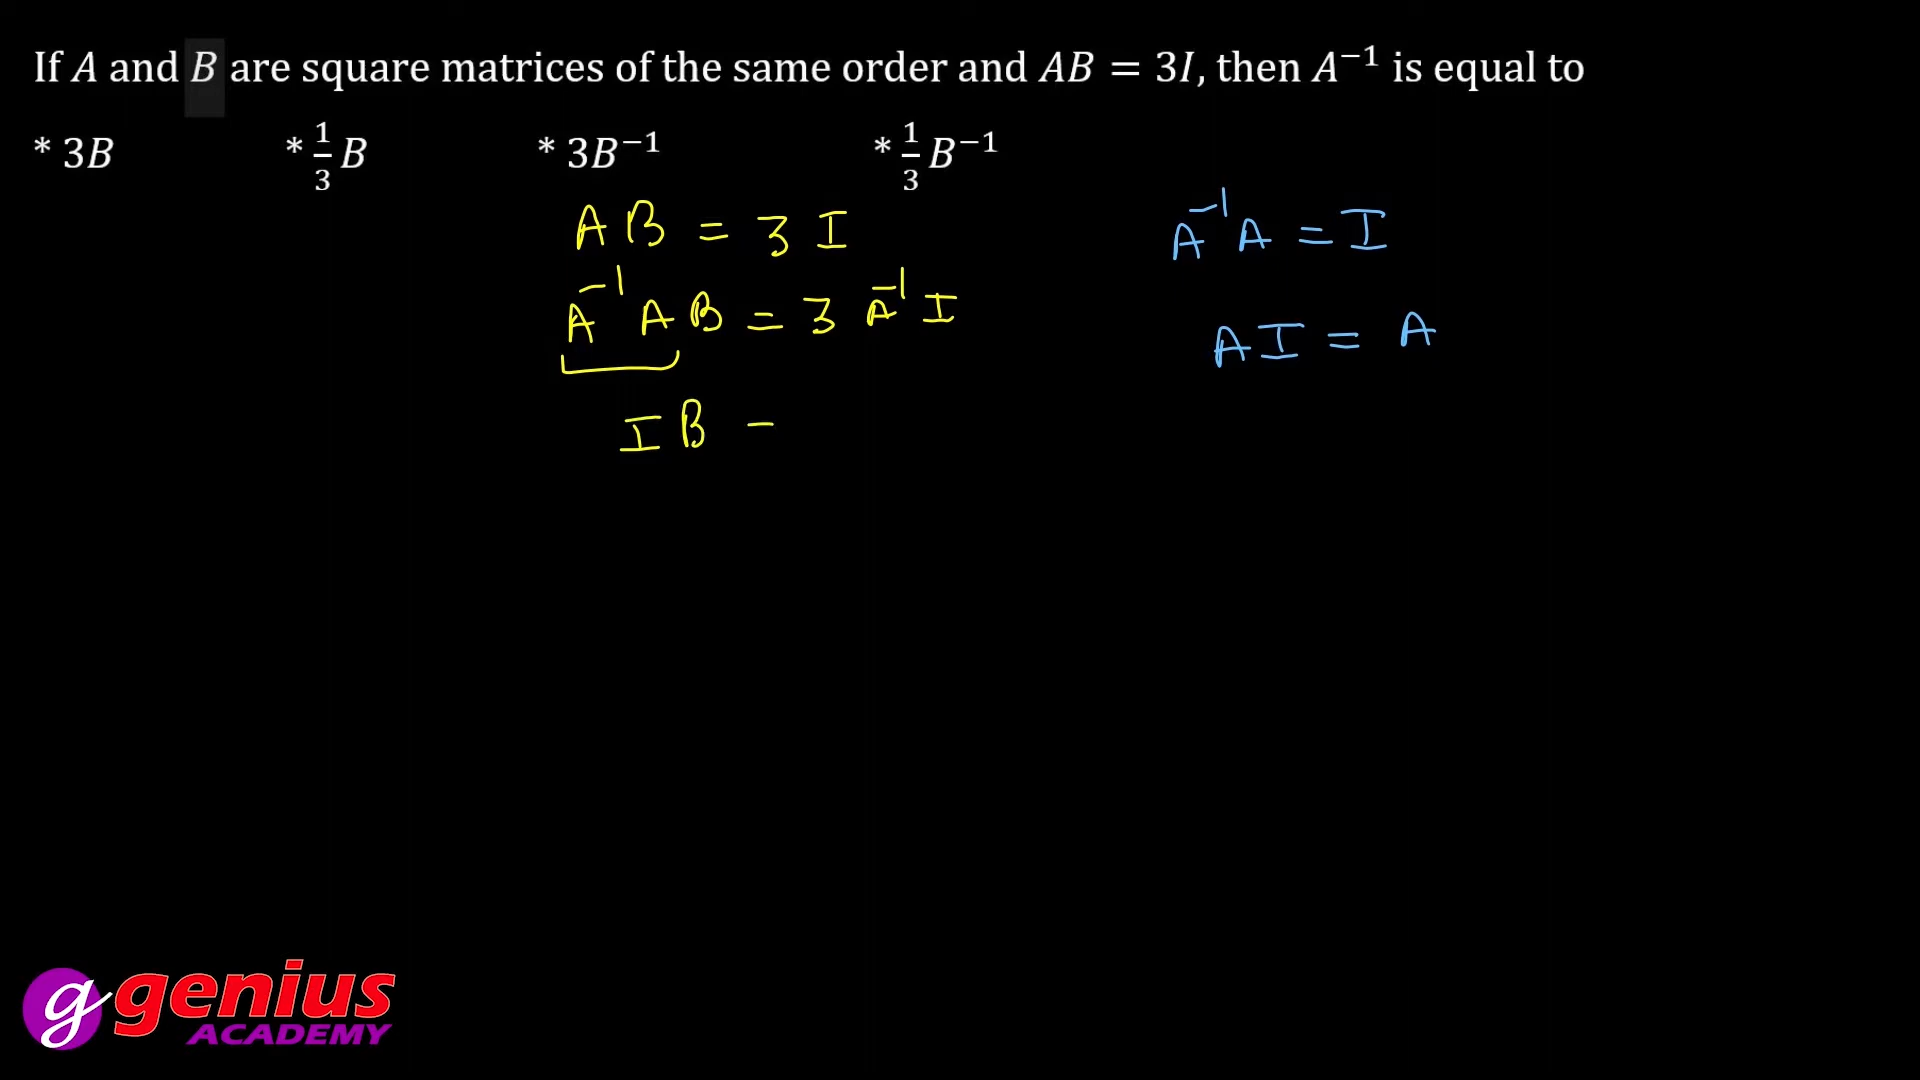 If A and B are square matrices of the same order and AB = 3I, then A⁻¹ is equal to
* 3B * 1/3 B * 3B⁻¹ * 1/3 B⁻¹
AB = 3I
A⁻¹AB = 3A⁻¹I
IB -
A⁻¹A = I
AI = A
g genius
ACADEMY